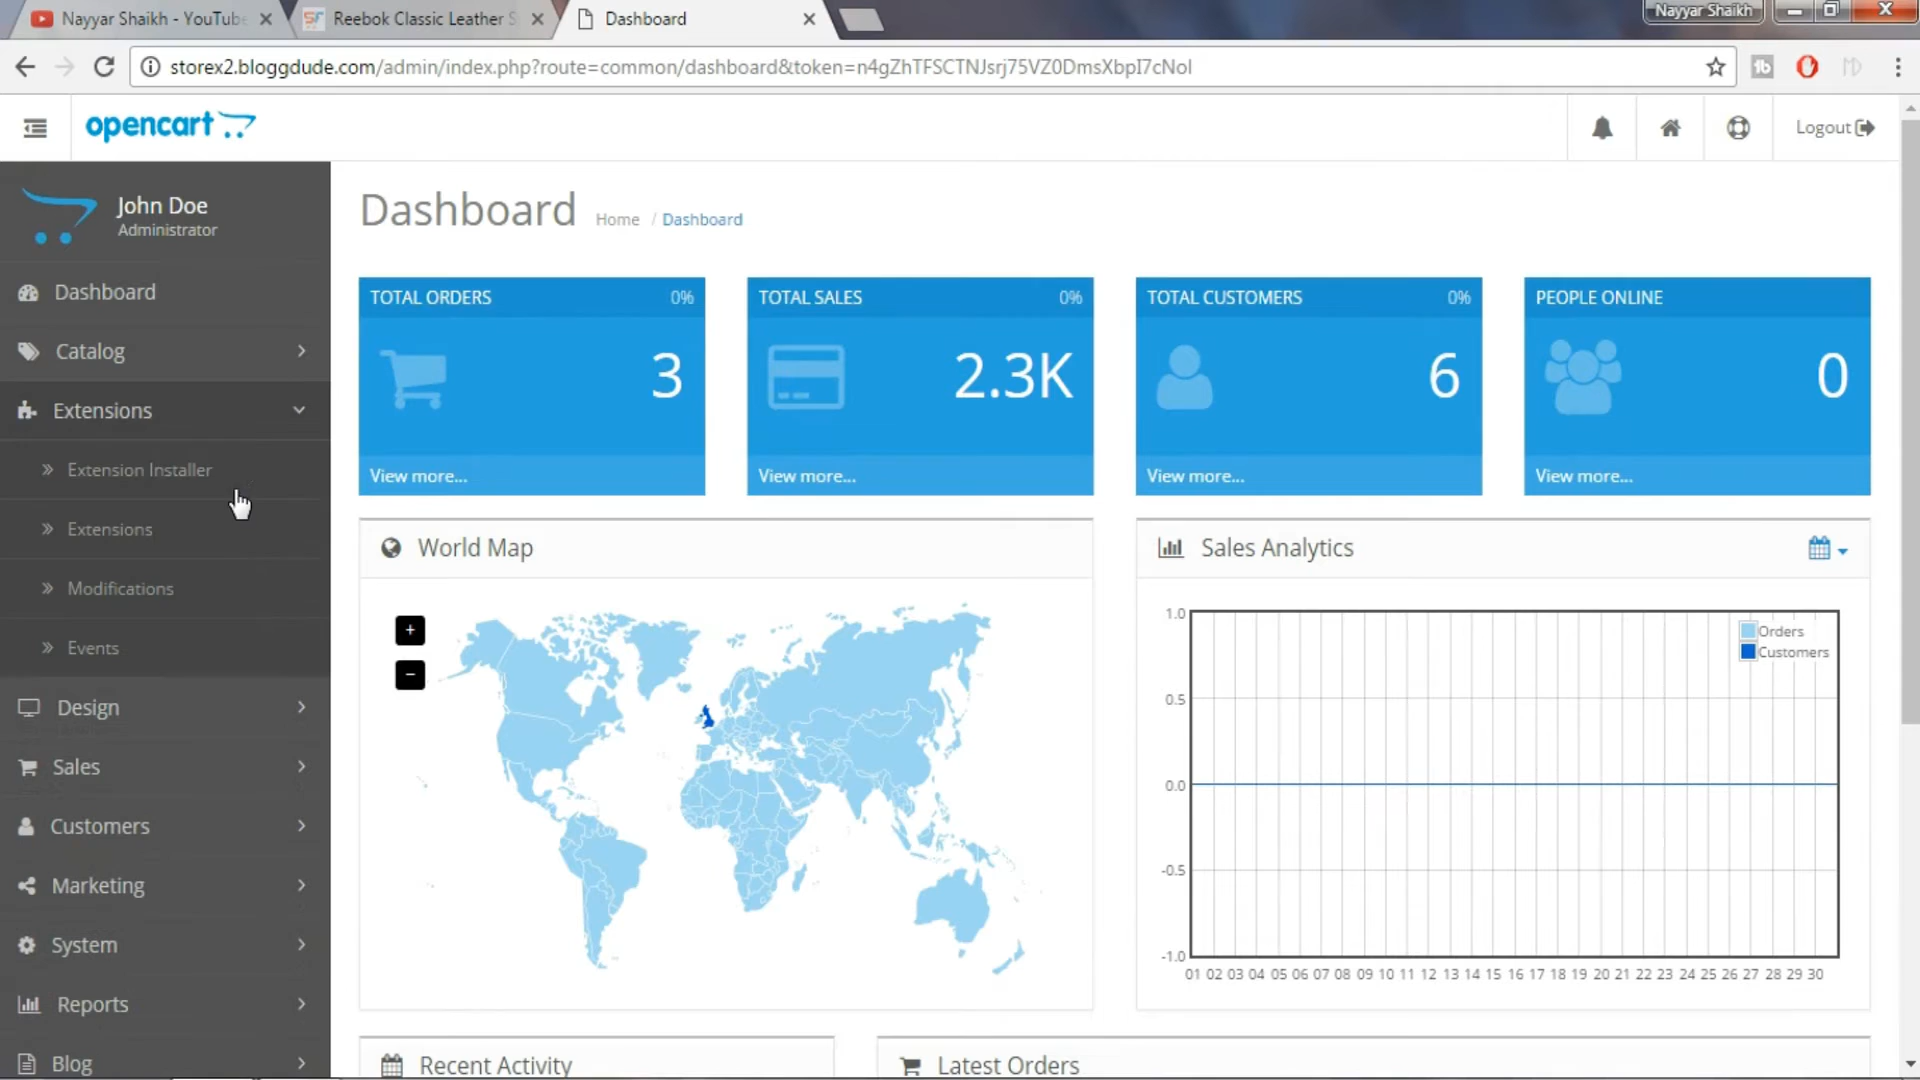 Nayyar Shaikh - YouTube
Reebok Classic Leather S
Dashboard
Nayyar Shaikh
storex2.bloggdude.com/admin/index.php?route=common/dashboard&token=n4gZhTFSCTNJsrj75VZ0DmsXbpI7cNoI
opencart
Logout
John Doe
Administrator
Dashboard
Catalog
Extensions
Extension Installer
Extensions
Modifications
Events
Design
Sales
Customers
Marketing
System
Reports
Blog
Dashboard
Home / Dashboard
TOTAL ORDERS 0%
3
View more...
TOTAL SALES 0%
2.3K
View more...
TOTAL CUSTOMERS 0%
6
View more...
PEOPLE ONLINE
0
View more...
World Map
+
−
Sales Analytics
1.0
0.5
0.0
-0.5
-1.0
Orders
Customers
01 02 03 04 05 06 07 08 09 10 11 12 13 14 15 16 17 18 19 20 21 22 23 24 25 26 27 28 29 30
Recent Activity
Latest Orders